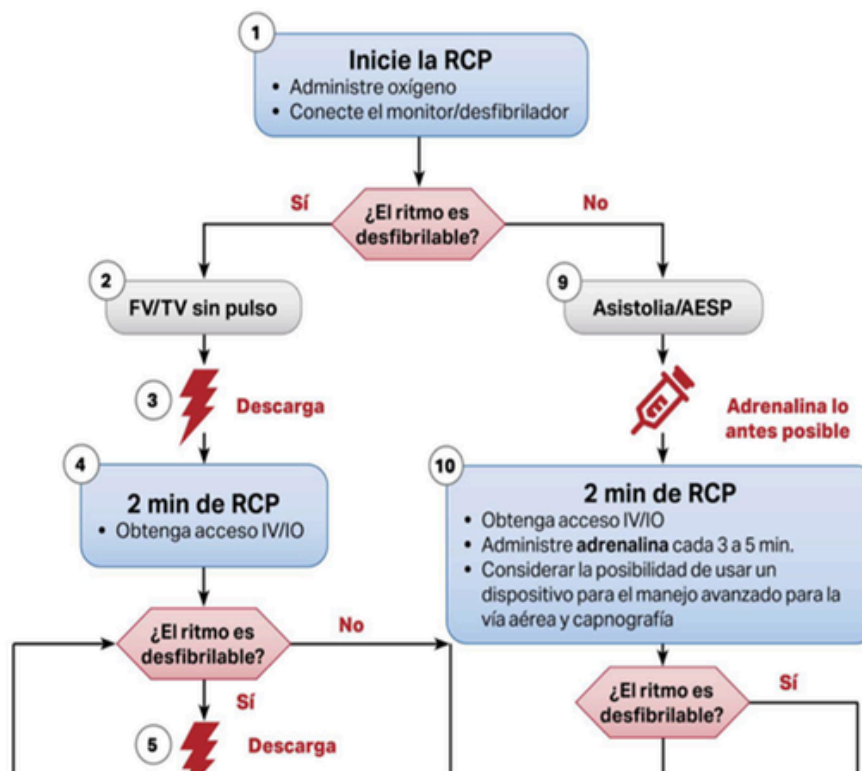 1
Inicie la RCP
• Administre oxígeno
• Conecte el monitor/desfibrilador
Sí
¿El ritmo es
desfibrilable?
No
2
FV/TV sin pulso
9
Asistolia/AESP
3
Descarga
Adrenalina lo
antes posible
4
2 min de RCP
• Obtenga acceso IV/IO
10
2 min de RCP
• Obtenga acceso IV/IO
• Administre adrenalina cada 3 a 5 min.
• Considerar la posibilidad de usar un
dispositivo para el manejo avanzado para la
vía aérea y capnografía
¿El ritmo es
desfibrilable?
No
Sí
¿El ritmo es
desfibrilable?
Sí
5
Descarga